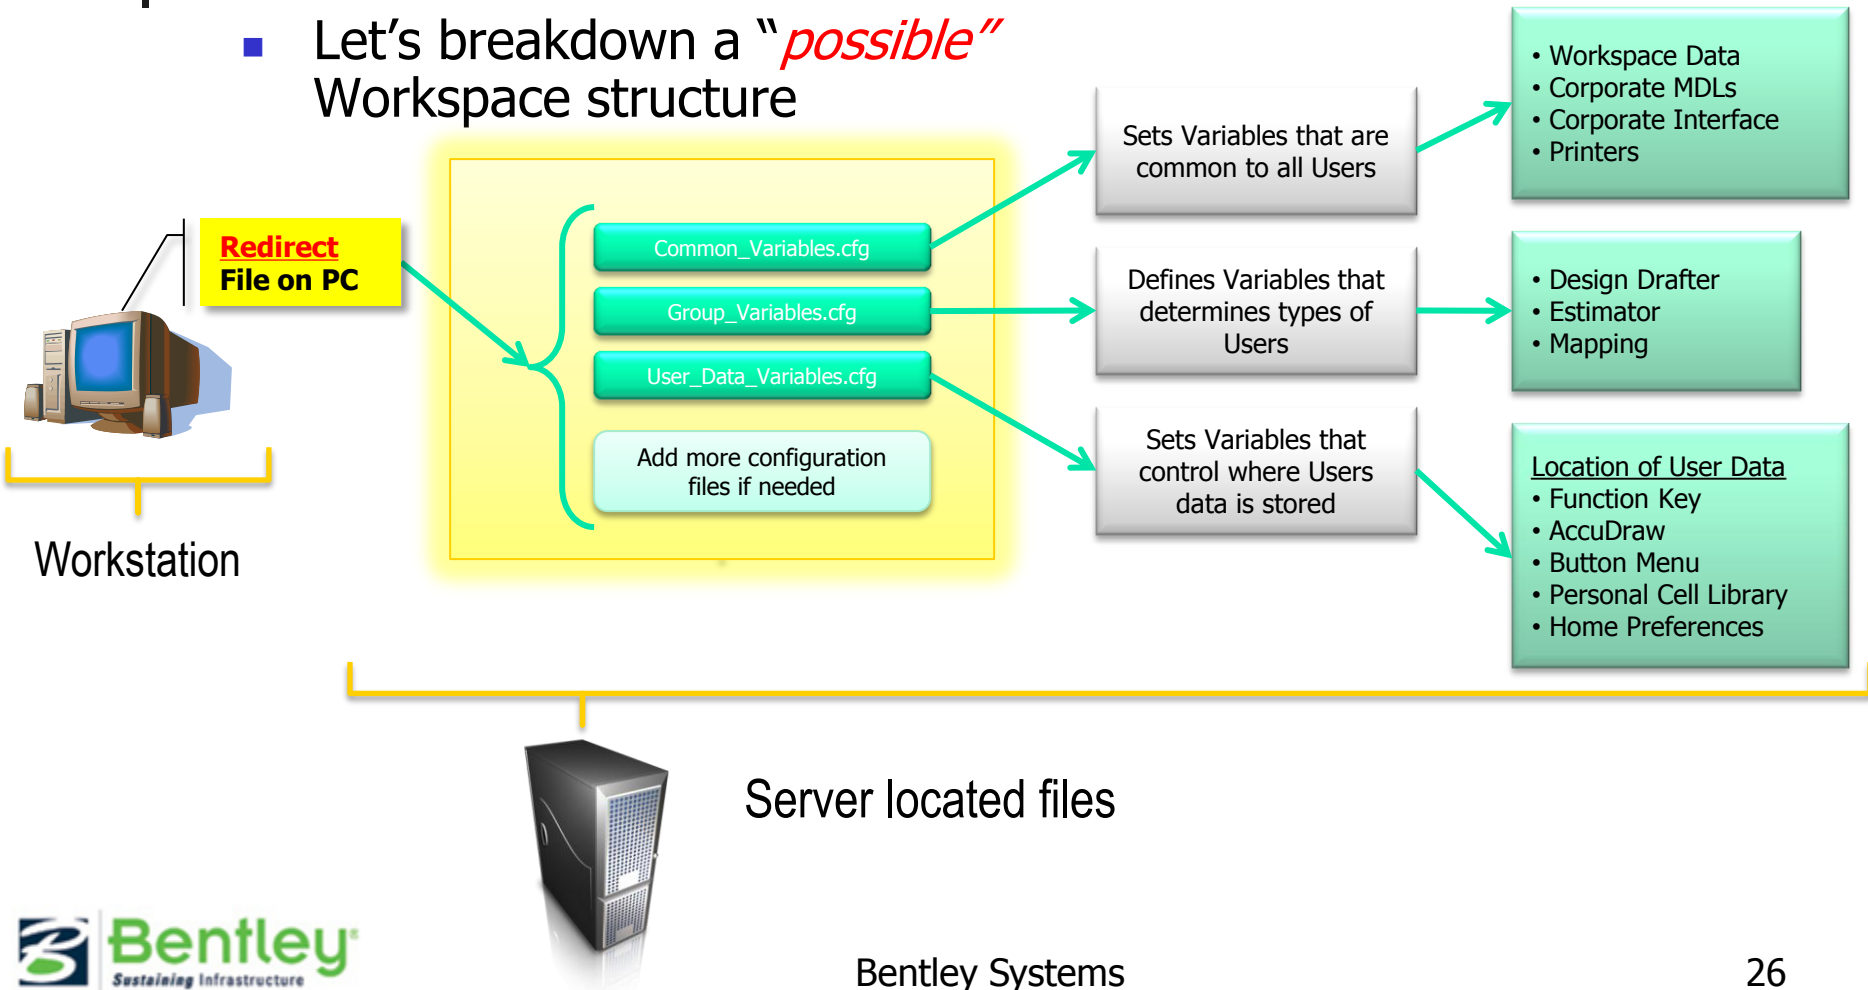 Let's breakdown a “possible”
Workspace structure
Redirect
File on PC
Workstation
Common_Variables.cfg
Group_Variables.cfg
User_Data_Variables.cfg
Add more configuration
files if needed
Sets Variables that are
common to all Users
Defines Variables that
determines types of
Users
Sets Variables that
control where Users
data is stored
• Workspace Data
• Corporate MDLs
• Corporate Interface
• Printers
• Design Drafter
• Estimator
• Mapping
Location of User Data
• Function Key
• AccuDraw
• Button Menu
• Personal Cell Library
• Home Preferences
Server located files
Bentley®
Sustaining Infrastructure
Bentley Systems
26